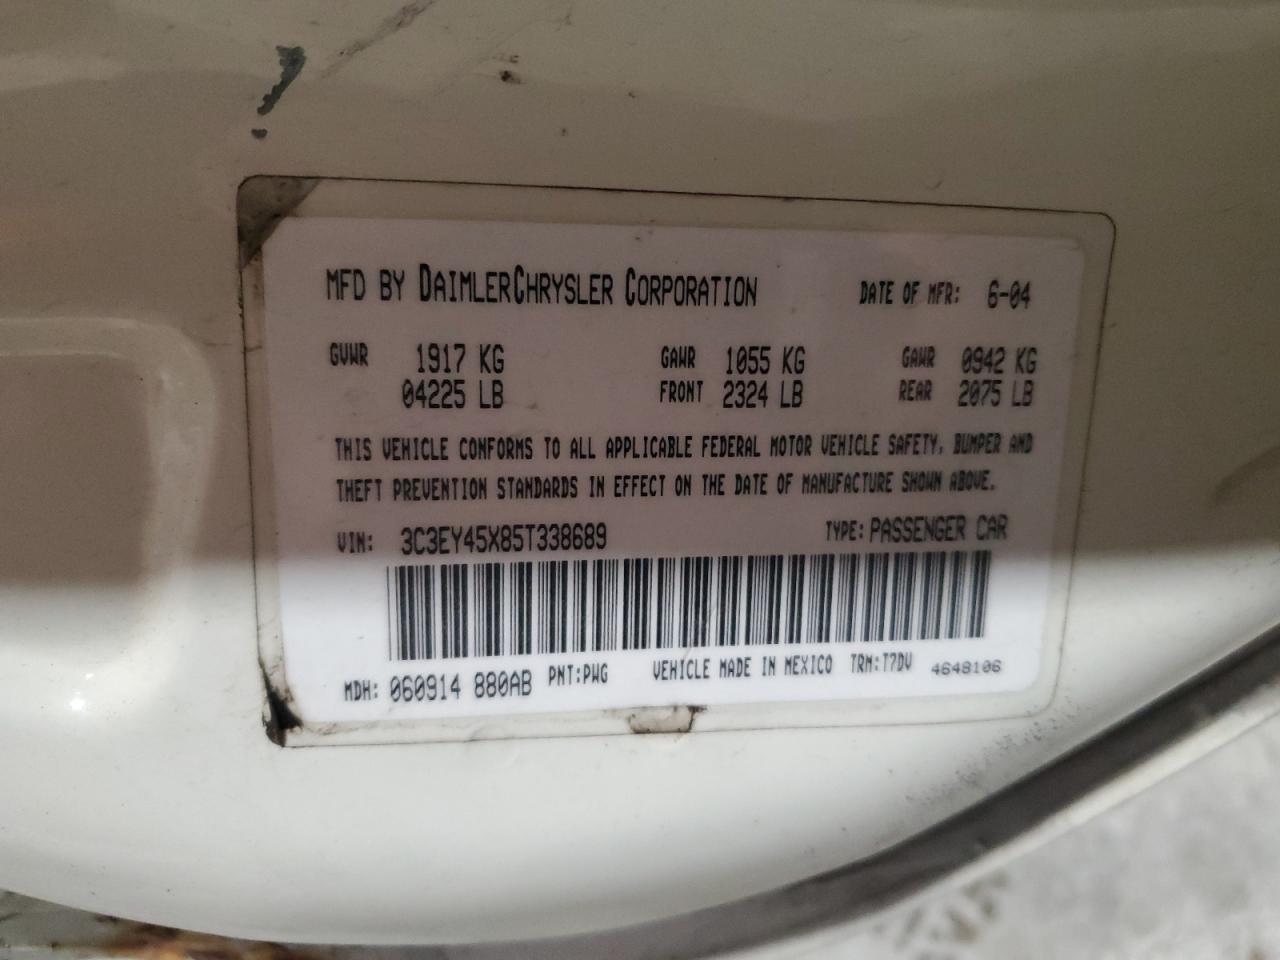 MFD BY DAIMLERCHRYSLER CORPORATION DATE OF MFR: 6-04
GVWR 1917 KG GAWR 1055 KG GAWR 0942 KG
04225 LB FRONT 2324 LB REAR 2075 LB
THIS VEHICLE CONFORMS TO ALL APPLICABLE FEDERAL MOTOR VEHICLE SAFETY, BUMPER AND
THEFT PREVENTION STANDARDS IN EFFECT ON THE DATE OF MANUFACTURE SHOWN ABOVE.
VIN: 3C3EY45X85T338689 TYPE: PASSENGER CAR
MDH: 060914 880AB PNT:PWG VEHICLE MADE IN MEXICO TRM:T7DV 4648106